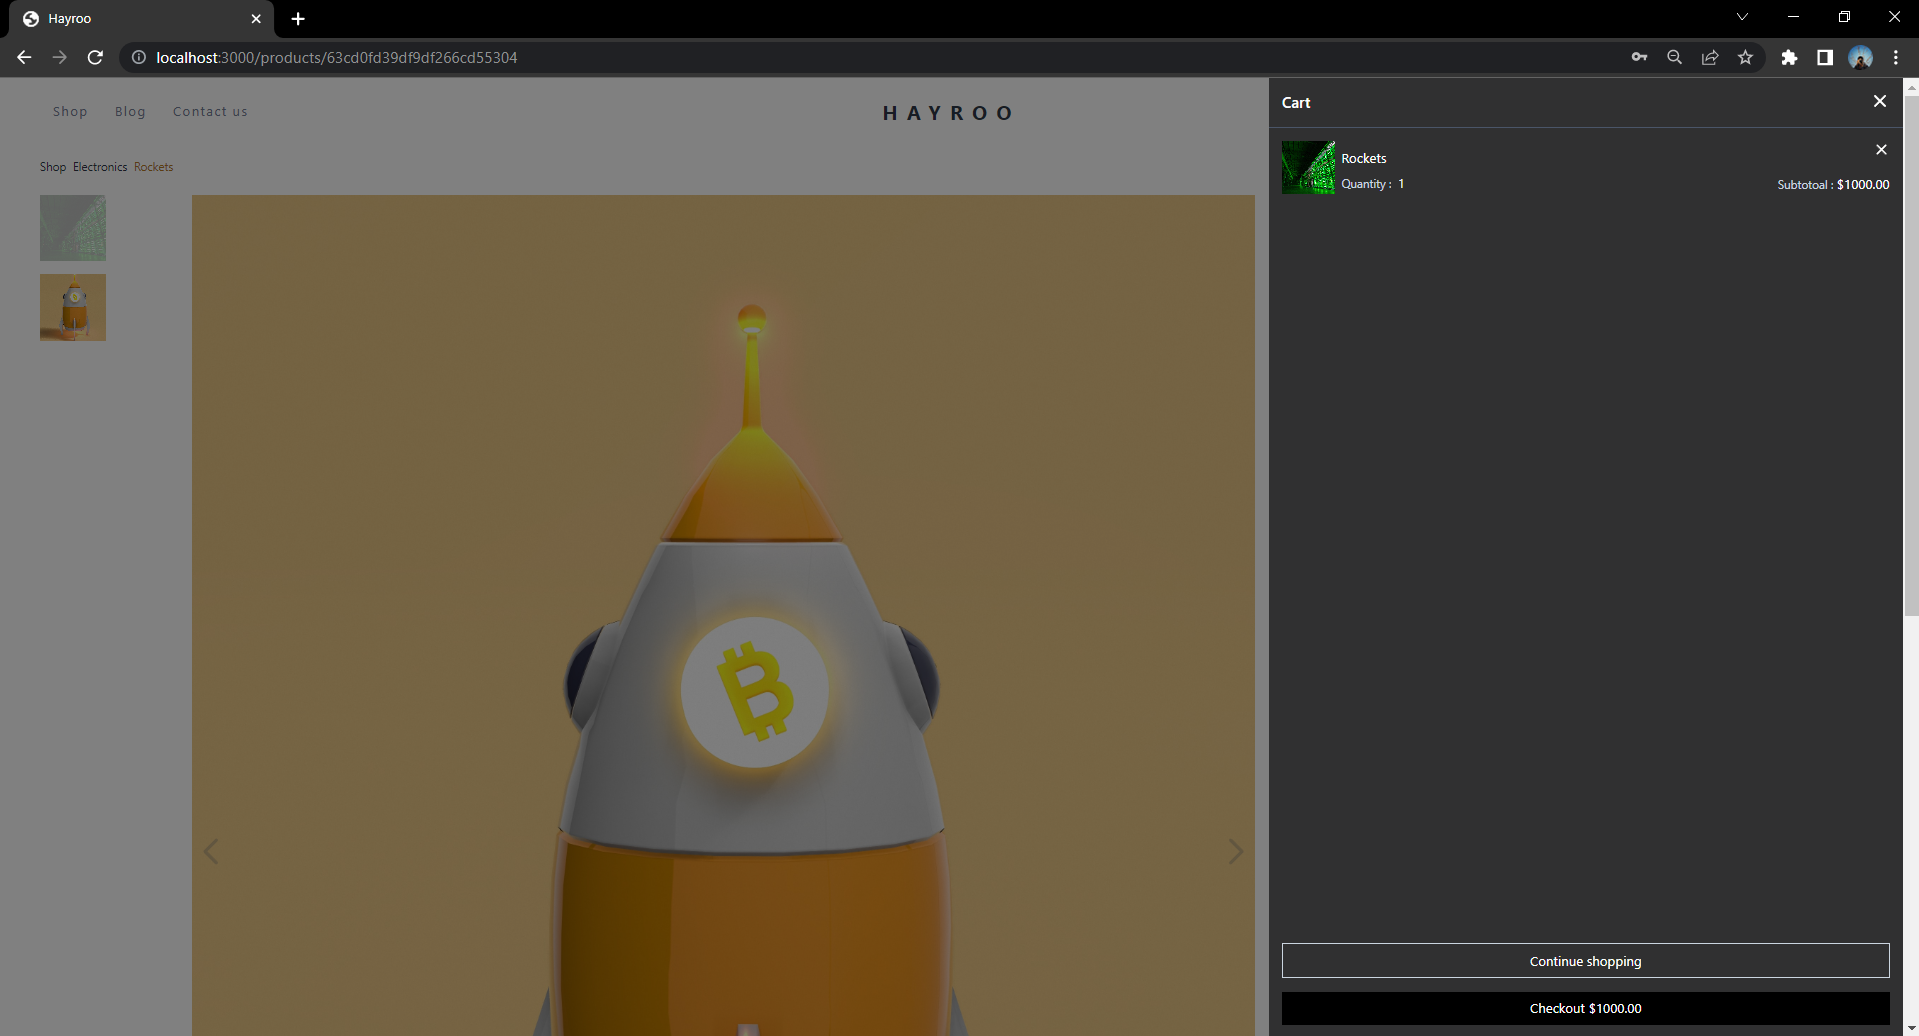 Hayroo
localhost:3000/products/63cd0fd39df9df266cd55304
Shop Blog Contact us
HAYROO
Shop Electronics Rockets
Cart
Rockets
Quantity : 1
Subtotoal : $1000.00
Continue shopping
Checkout $1000.00